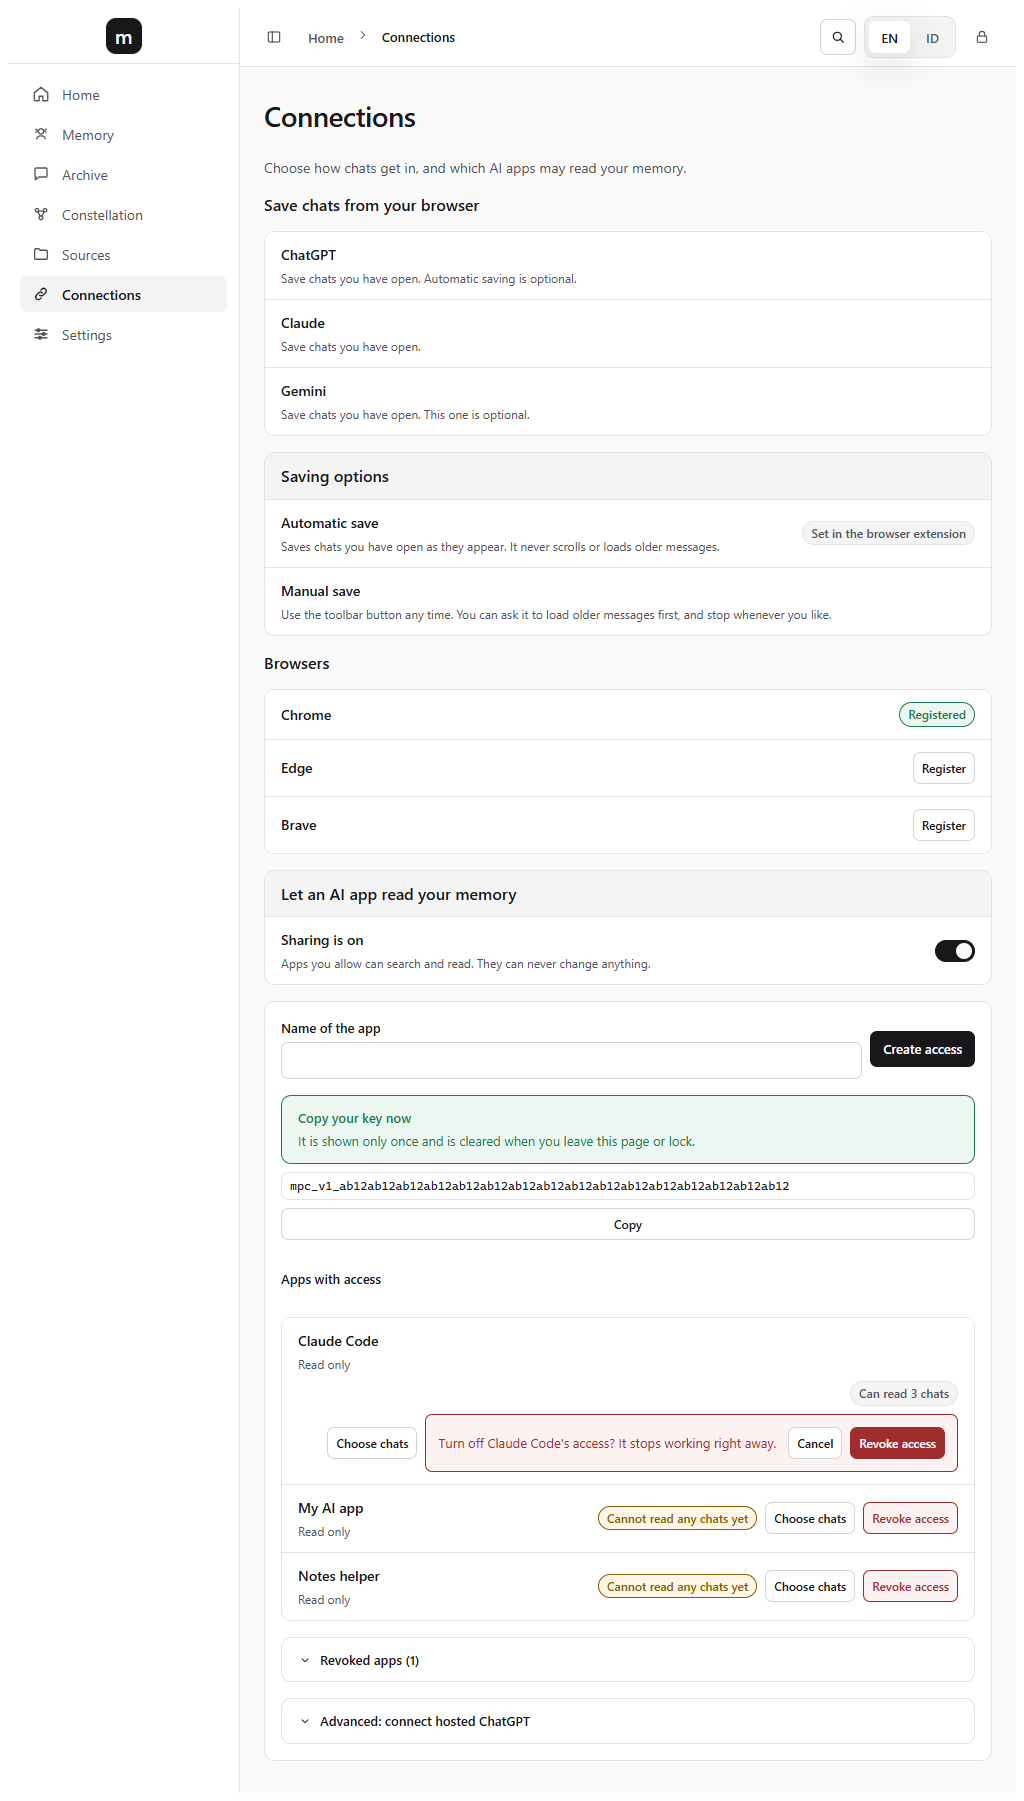 m
Home
Connections
EN
ID
Home
Memory
Archive
Constellation
Sources
Connections
Settings
Connections
Choose how chats get in, and which AI apps may read your memory.
Save chats from your browser
ChatGPT
Save chats you have open. Automatic saving is optional.
Claude
Save chats you have open.
Gemini
Save chats you have open. This one is optional.
Saving options
Automatic save
Saves chats you have open as they appear. It never scrolls or loads older messages.
Set in the browser extension
Manual save
Use the toolbar button any time. You can ask it to load older messages first, and stop whenever you like.
Browsers
Chrome
Registered
Edge
Register
Brave
Register
Let an AI app read your memory
Sharing is on
Apps you allow can search and read. They can never change anything.
Name of the app
Create access
Copy your key now
It is shown only once and is cleared when you leave this page or lock.
mpc_v1_ab12ab12ab12ab12ab12ab12ab12ab12ab12ab12ab12ab12ab12ab12ab12ab12
Copy
Apps with access
Claude Code
Read only
Can read 3 chats
Choose chats
Turn off Claude Code's access? It stops working right away.
Cancel
Revoke access
My AI app
Read only
Cannot read any chats yet
Choose chats
Revoke access
Notes helper
Read only
Cannot read any chats yet
Choose chats
Revoke access
Revoked apps (1)
Advanced: connect hosted ChatGPT